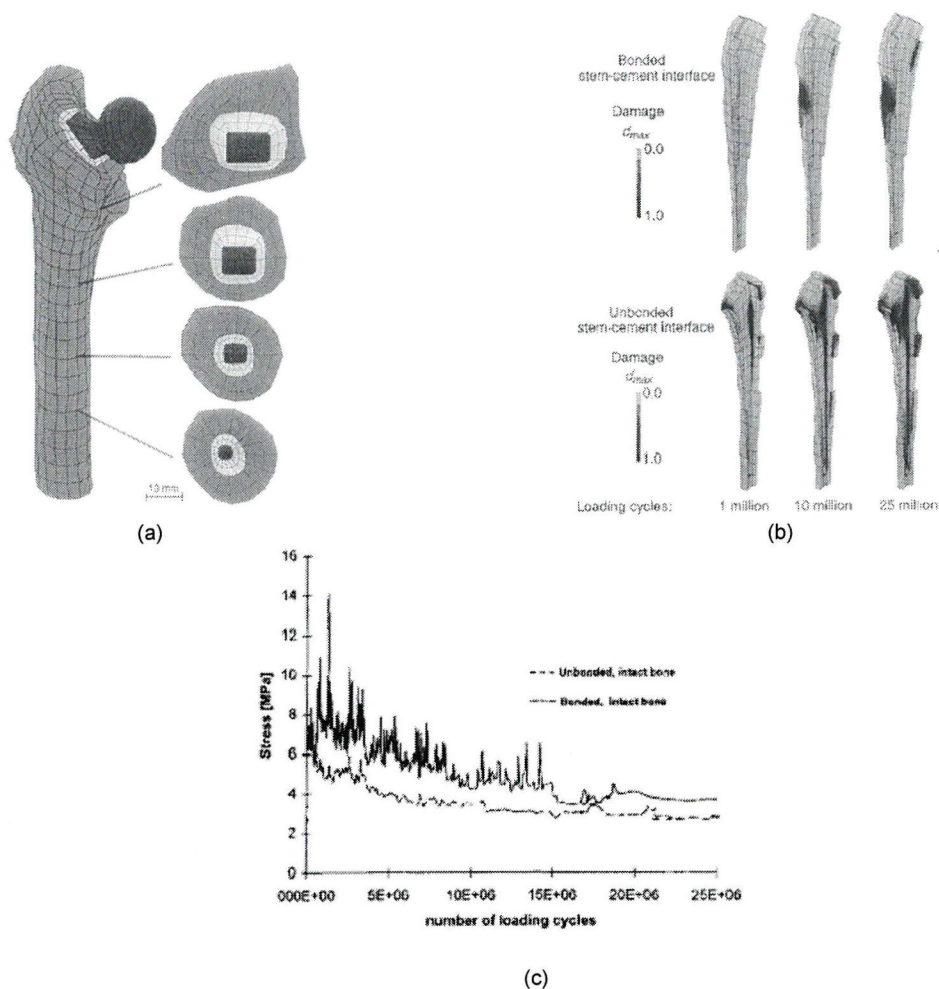 13 mm
(a)
Bonded
stem-cement interface
Damage
dmax
0.0
1.0
Unbonded
stem-cement interface
Damage
dmax
0.0
1.0
Loading cycles: 1 million 10 million 25 million
(b)
16
14
12
10
8
6
4
2
0
Stress [MPa]
Unbonded, intact bone
Bonded, intact bone
000E+00 5E+06 10E+06 15E+06 20E+06 25E+06
number of loading cycles
(c)